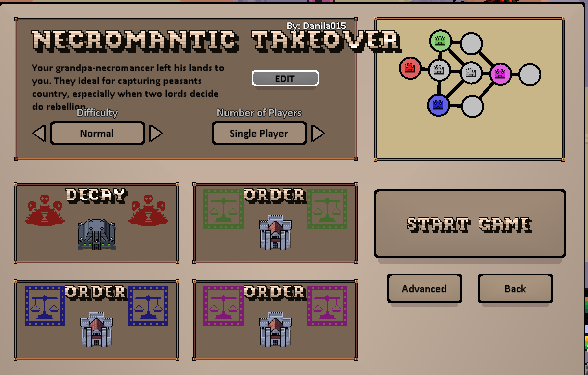 By: Danila015
NECROMANTIC TAKEOVER
Your grandpa-necromancer left his lands to
you. They ideal for capturing peasants
country, especially when two lords decide
do rebellion.
EDIT
Difficulty
Number of Players
Normal
Single Player
DECAY
ORDER
START GAME
ORDER
ORDER
Advanced
Back